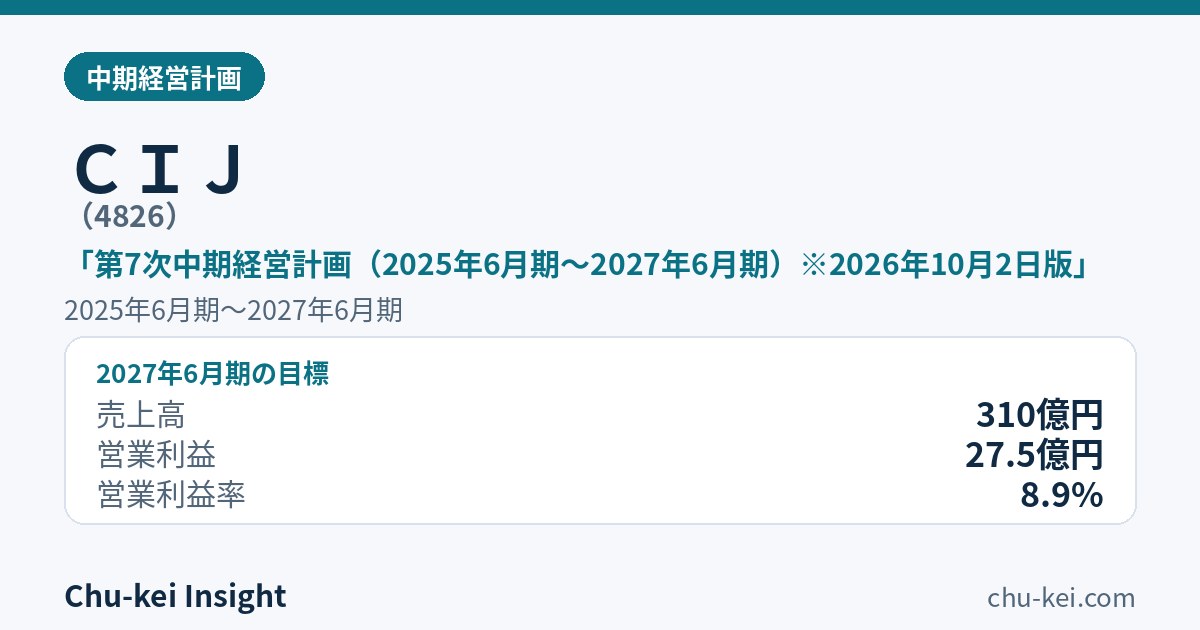 中期経営計画
ＣＩＪ
（4826）
「第7次中期経営計画（2025年6月期～2027年6月期）※2026年10月2日版」
2025年6月期～2027年6月期
2027年6月期の目標
売上高 310億円
営業利益 27.5億円
営業利益率 8.9%
Chu-kei Insight
chu-kei.com